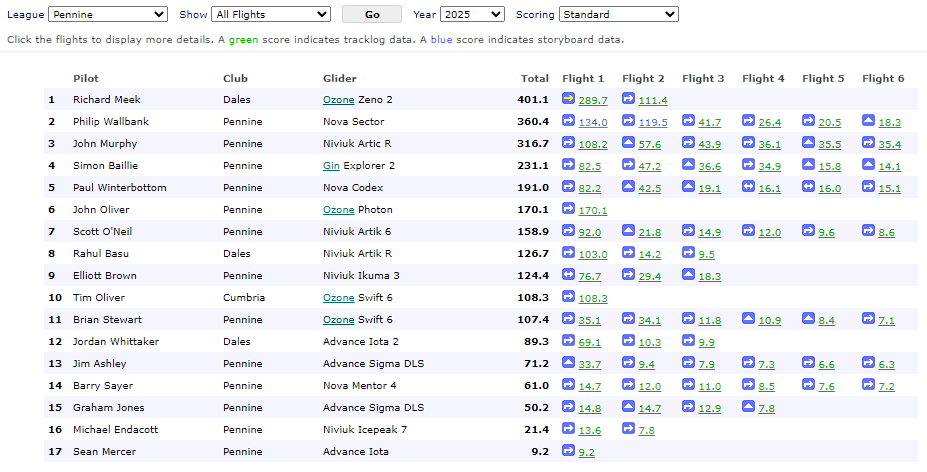 League Pennine Show All Flights Go Year 2025 Scoring Standard
Click the flights to display more details. A green score indicates tracklog data. A blue score indicates storyboard data.
Pilot Club Glider Total Flight 1 Flight 2 Flight 3 Flight 4 Flight 5 Flight 6
1 Richard Meek Dales Ozone Zeno 2 401.1 289.7 111.4
2 Philip Wallbank Pennine Nova Sector 360.4 134.0 119.5 41.7 26.4 20.5 18.3
3 John Murphy Pennine Niviuk Artic R 316.7 108.2 57.6 43.9 36.1 35.5 35.4
4 Simon Baillie Pennine Gin Explorer 2 231.1 82.5 47.2 36.6 34.9 15.8 14.1
5 Paul Winterbottom Pennine Nova Codex 191.0 82.2 42.5 19.1 16.1 16.0 15.1
6 John Oliver Pennine Ozone Photon 170.1 170.1
7 Scott O'Neil Pennine Niviuk Artik 6 158.9 92.0 21.8 14.9 12.0 9.6 8.6
8 Rahul Basu Dales Niviuk Artik R 126.7 103.0 14.2 9.5
9 Elliott Brown Pennine Niviuk Ikuma 3 124.4 76.7 29.4 18.3
10 Tim Oliver Cumbria Ozone Swift 6 108.3 108.3
11 Brian Stewart Pennine Ozone Swift 6 107.4 35.1 34.1 11.8 10.9 8.4 7.1
12 Jordan Whittaker Dales Advance Iota 2 89.3 69.1 10.3 9.9
13 Jim Ashley Pennine Advance Sigma DLS 71.2 33.7 9.4 7.9 7.3 6.6 6.3
14 Barry Sayer Pennine Nova Mentor 4 61.0 14.7 12.0 11.0 8.5 7.6 7.2
15 Graham Jones Pennine Advance Sigma DLS 50.2 14.8 14.7 12.9 7.8
16 Michael Endacott Pennine Niviuk Icepeak 7 21.4 13.6 7.8
17 Sean Mercer Pennine Advance Iota 9.2 9.2